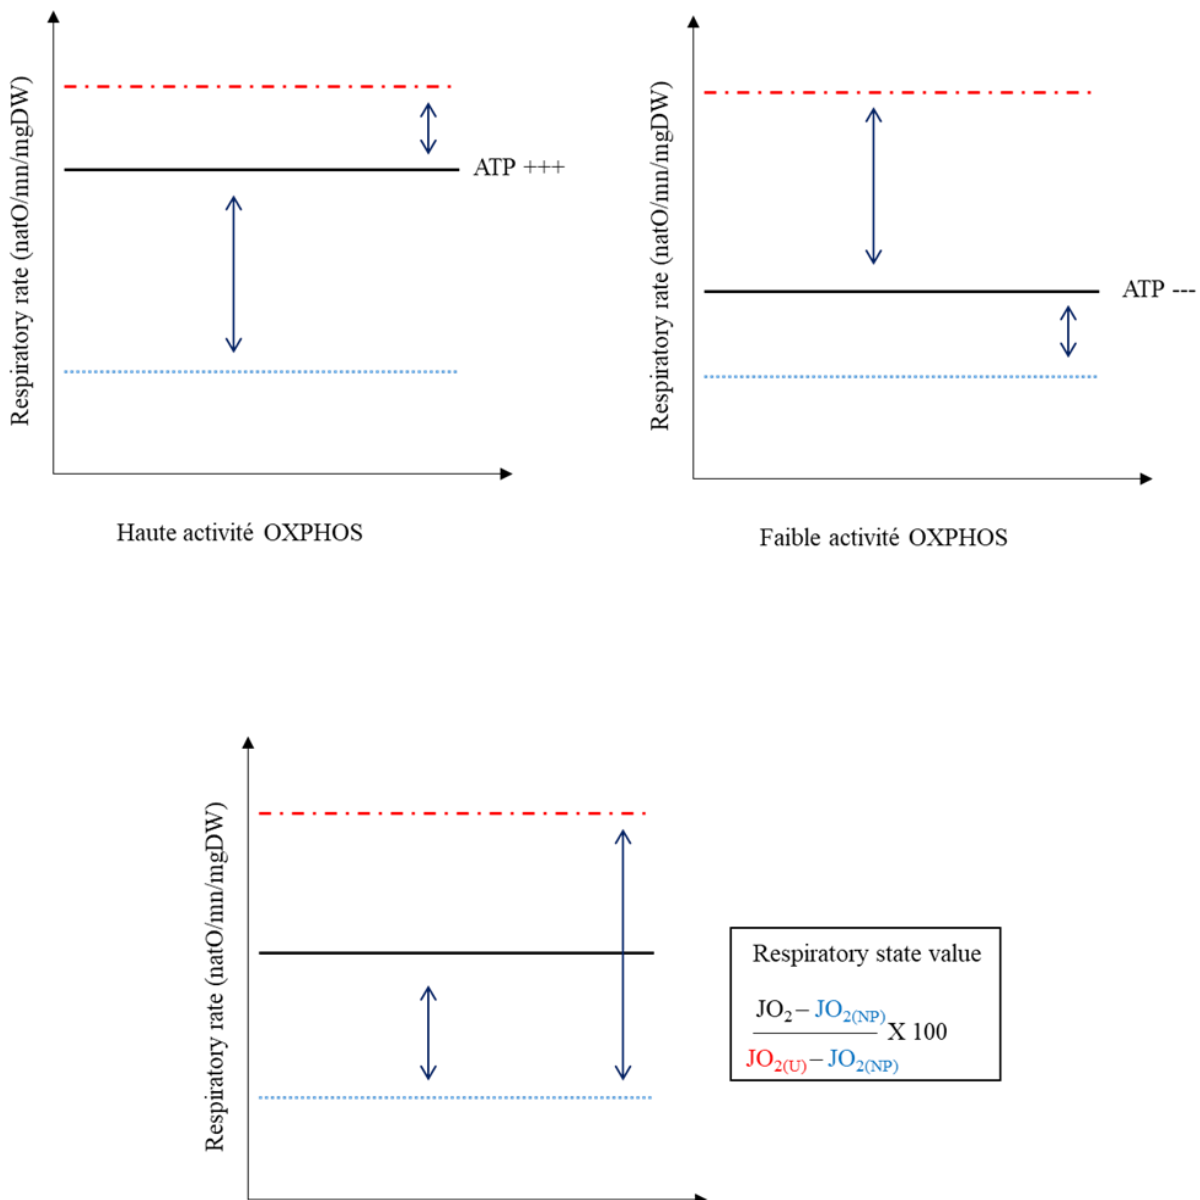 Respiratory rate (natO/mn/mgDW)
ATP +++
Haute activité OXPHOS
Respiratory rate (natO/mn/mgDW)
ATP ---
Faible activité OXPHOS
Respiratory rate (natO/mn/mgDW)
Respiratory state value
JO2 – JO2(NP)
X 100
JO2(U) – JO2(NP)